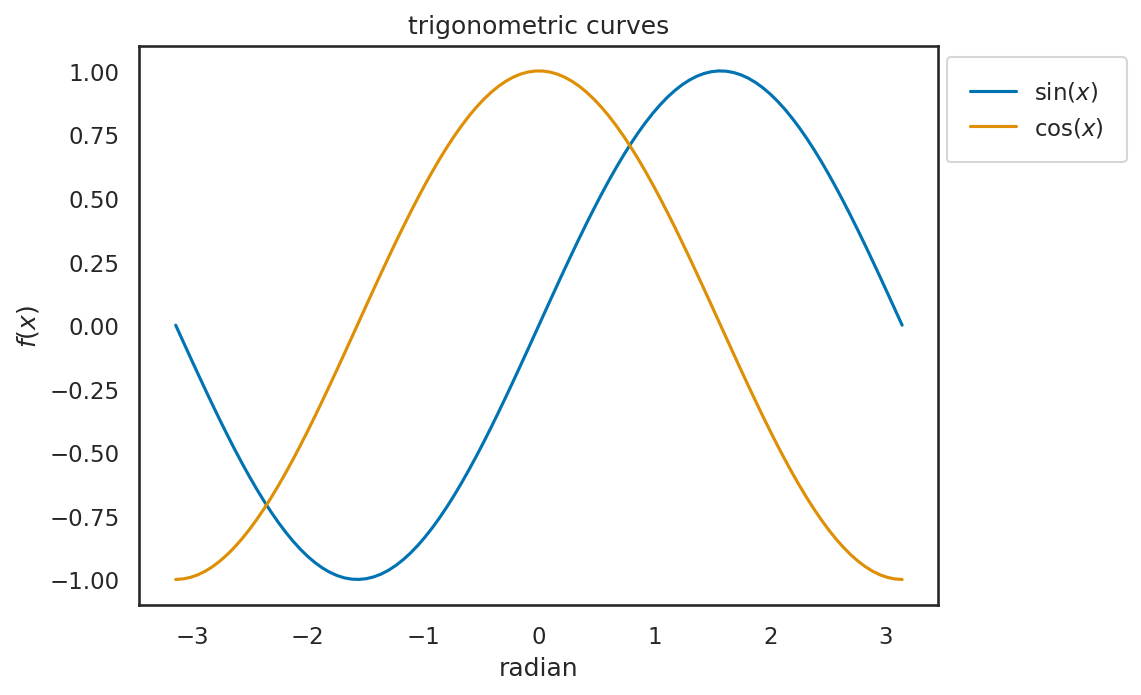 trigonometric curves
sin(x)
cos(x)
1.00
0.75
0.50
0.25
0.00
−0.25
−0.50
−0.75
−1.00
f(x)
−3 −2 −1 0 1 2 3
radian